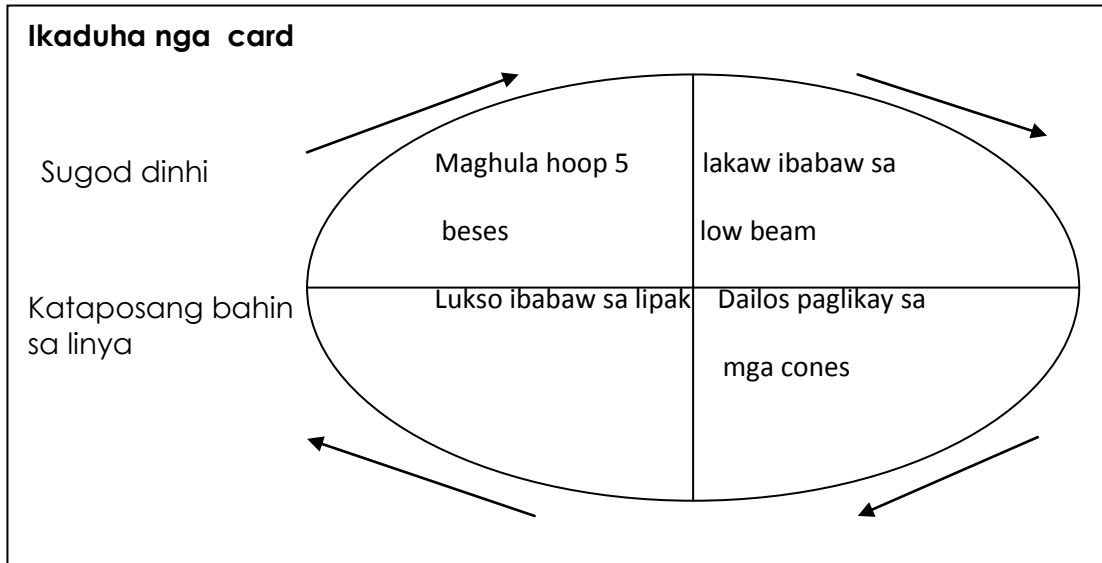 Ikaduha nga card
Sugod dinhi
Maghula hoop 5
beses
lakaw ibabaw sa
low beam
Kataposang bahin
sa linya
Lukso ibabaw sa lipak
Dailos paglikay sa
mga cones